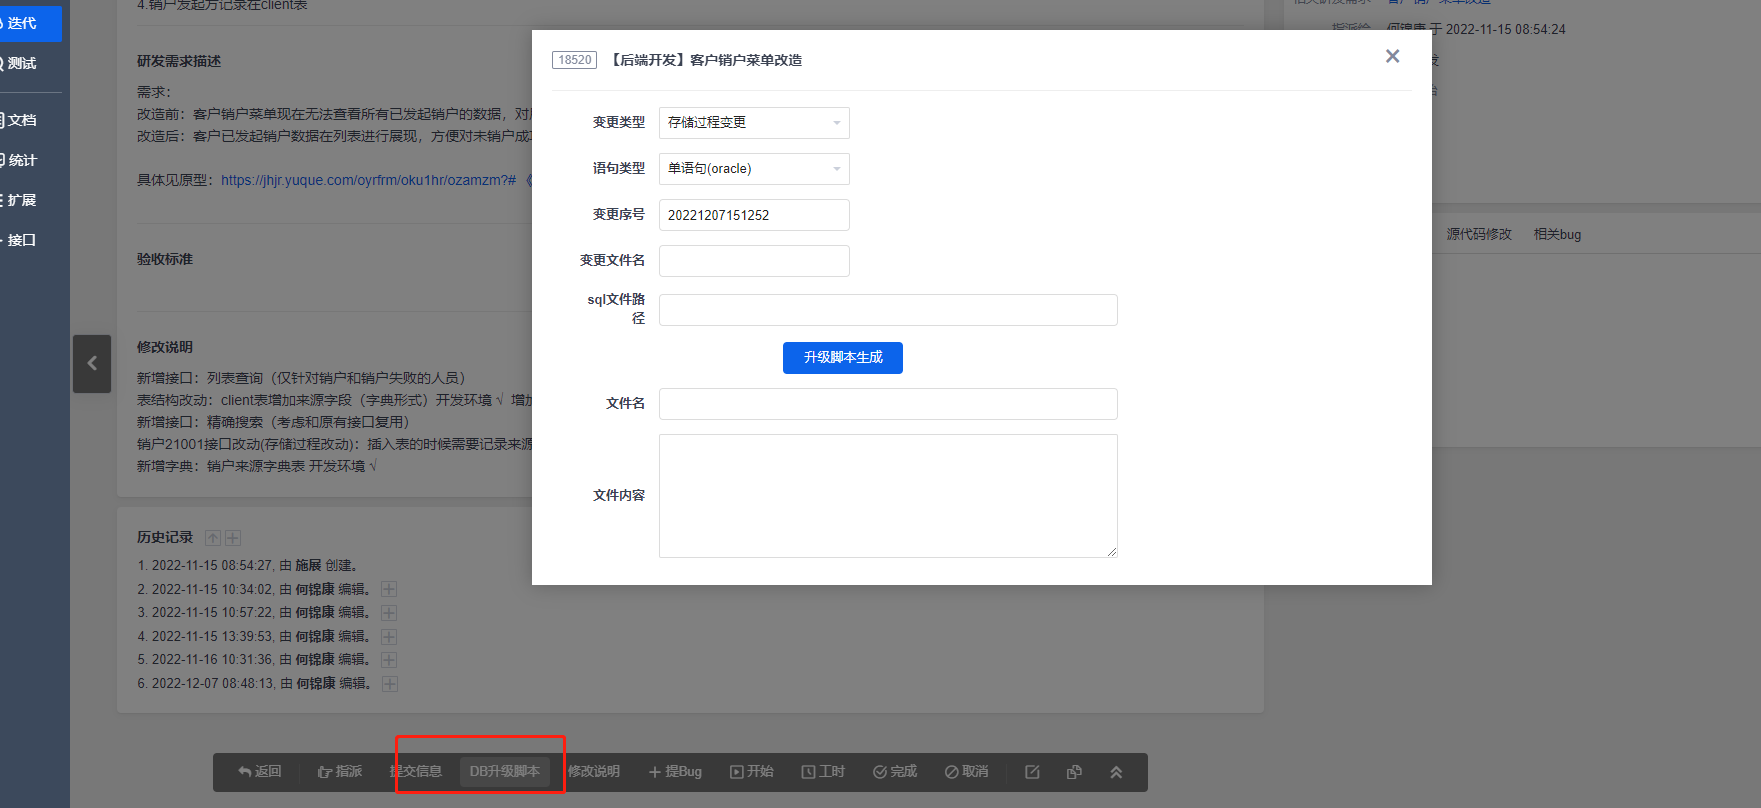 迭代
测试
文档
统计
扩展
接口
4.销户发起方记录在client表
研发需求描述
需求：
改造前：客户销户菜单现在无法查看所有已发起销户的数据，对
改造后：客户已发起销户数据在列表进行展现，方便对未销户成
具体见原型：https://jhjr.yuque.com/oyrfrm/oku1hr/ozamzm?# 《
验收标准
修改说明
新增接口：列表查询（仅针对销户和销户失败的人员）
表结构改动：client表增加来源字段（字典形式）开发环境 √ 增加
新增接口：精确搜索（考虑和原有接口复用）
销户21001接口改动(存储过程改动)：插入表的时候需要记录来源
新增字典：销户来源字典表 开发环境 √
历史记录
1. 2022-11-15 08:54:27, 由 施展 创建。
2. 2022-11-15 10:34:02, 由 何锦康 编辑。
3. 2022-11-15 10:57:22, 由 何锦康 编辑。
4. 2022-11-15 13:39:53, 由 何锦康 编辑。
5. 2022-11-16 10:31:36, 由 何锦康 编辑。
6. 2022-12-07 08:48:13, 由 何锦康 编辑。
18520 【后端开发】客户销户菜单改造
变更类型 存储过程变更
语句类型 单语句(oracle)
变更序号 20221207151252
变更文件名
sql文件路
径
升级脚本生成
文件名
文件内容
指派给 何锦康 于 2022-11-15 08:54:24
源代码修改 相关bug
返回 指派 提交信息 DB升级脚本 修改说明 提Bug 开始 工时 完成 取消